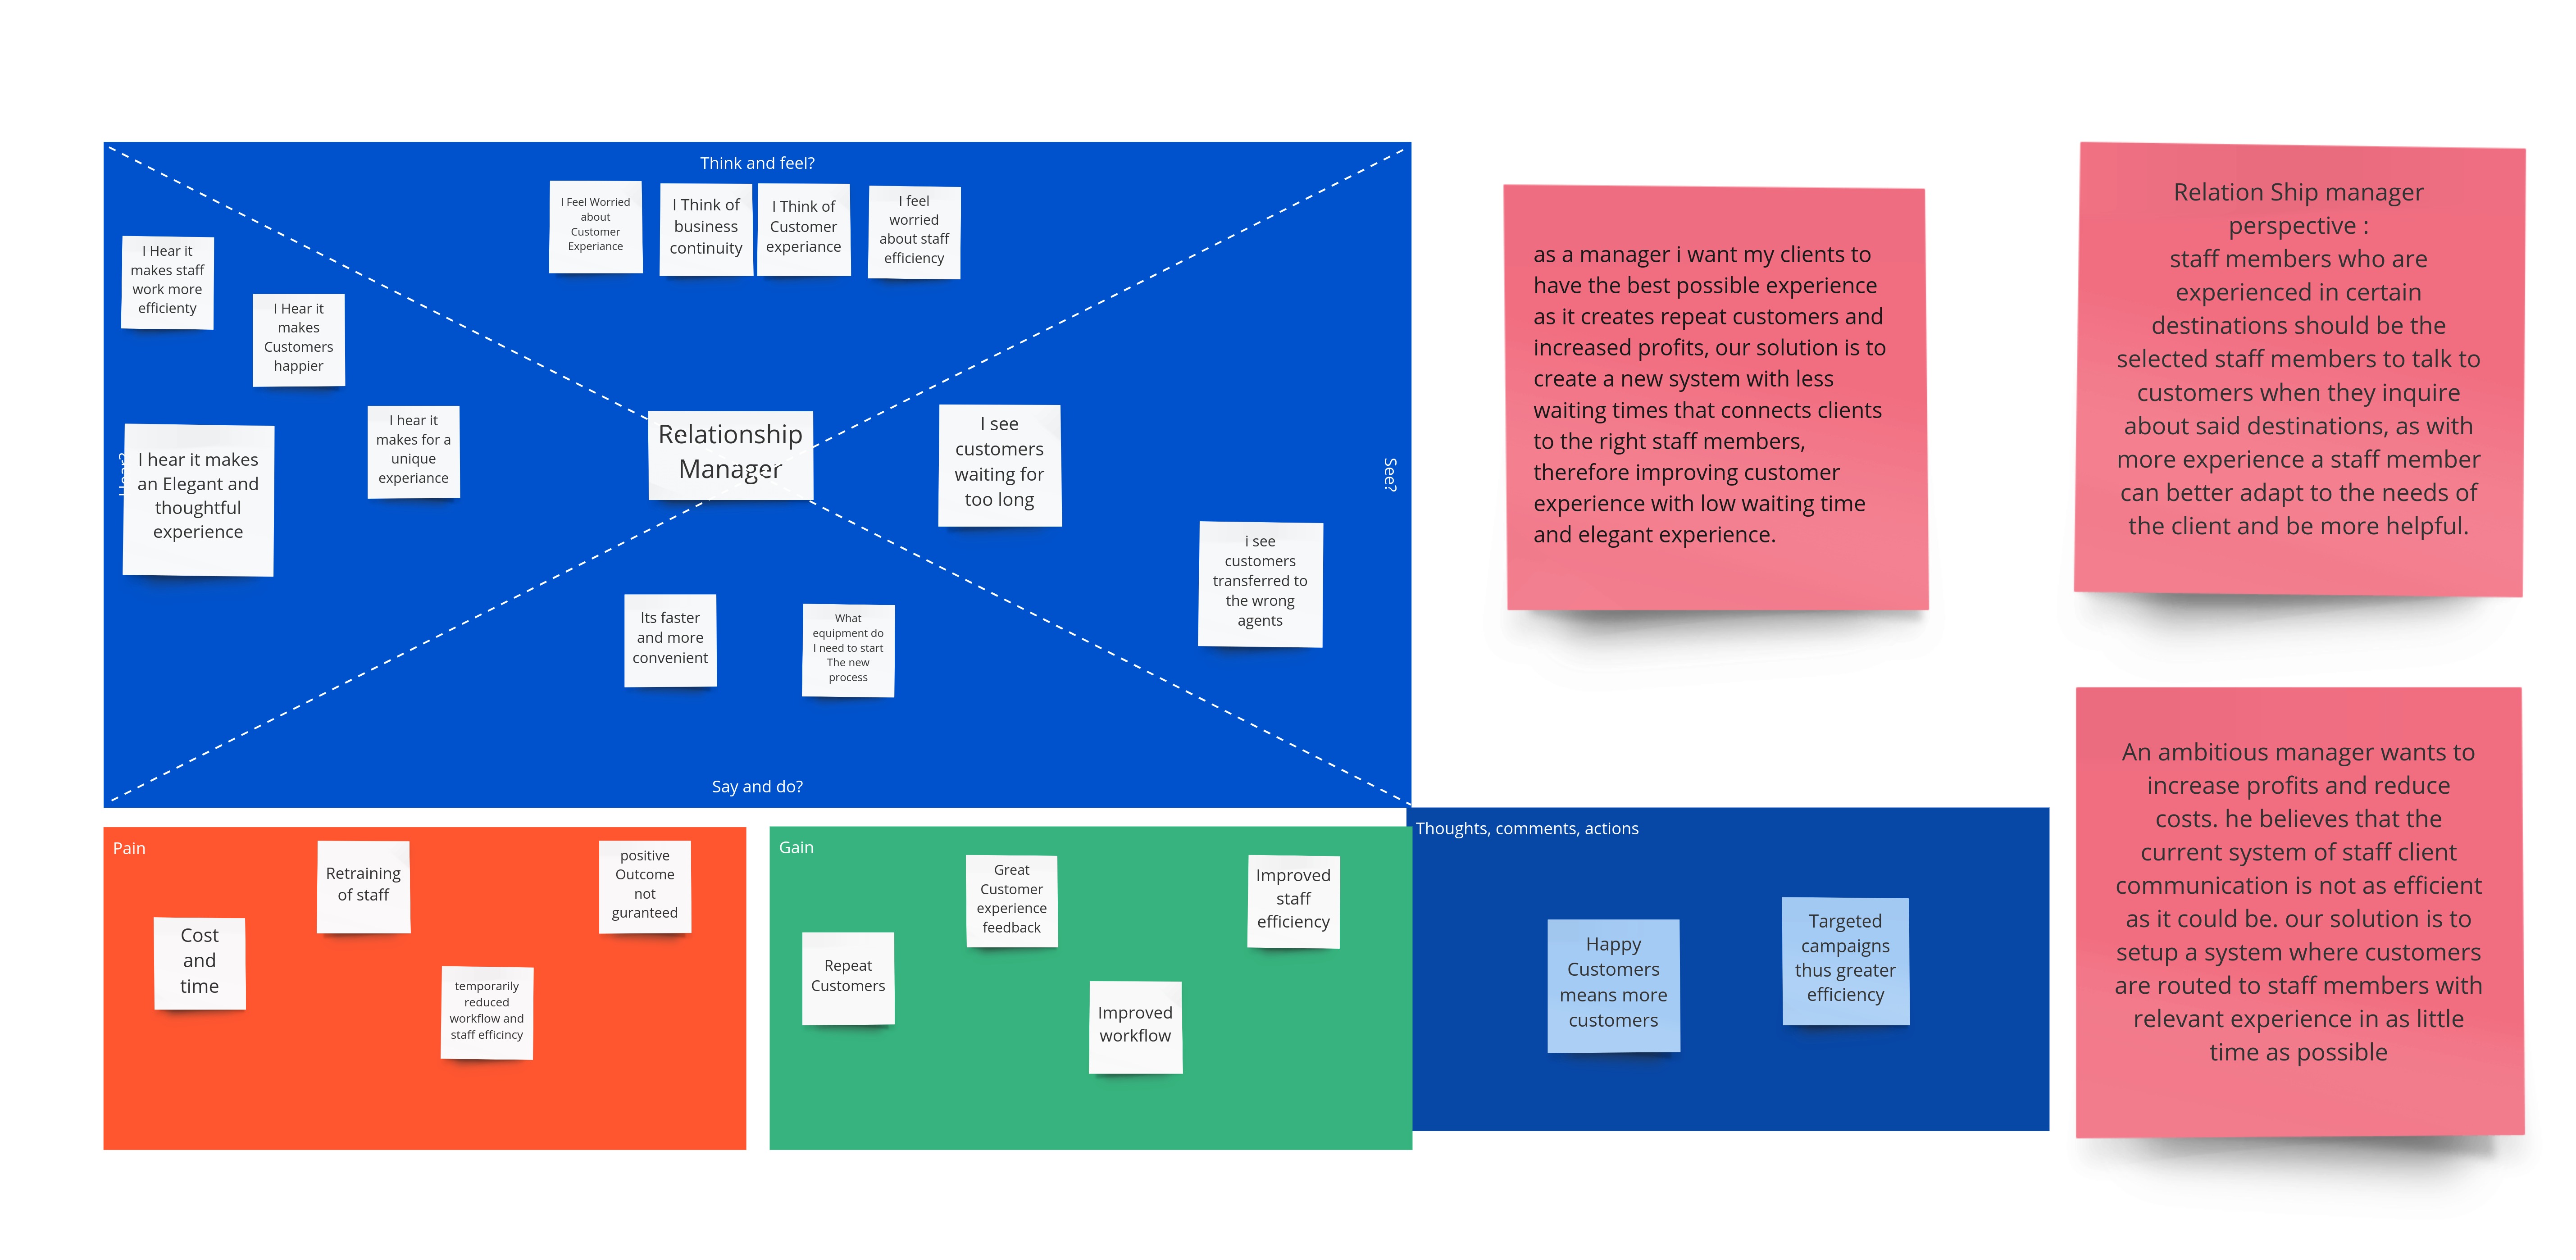 Think and feel?
I Feel Worried
about
Customer
Experiance
I Think of
business
continuity
I Think of
Customer
experiance
I feel
worried
about staff
efficiency
I Hear it
makes staff
work more
efficienty
I Hear it
makes
Customers
happier
I hear it
makes for a
unique
experiance
I hear it makes
an Elegant and
thoughtful
experience
Relationship
Manager
I see
customers
waiting for
too long
See?
i see
customers
transferred to
the wrong
agents
Its faster
and more
convenient
What
equipment do
I need to start
The new
process
Say and do?
Pain
Cost
and
time
Retraining
of staff
temporarily
reduced
workflow and
staff efficincy
positive
Outcome
not
guranteed
Gain
Repeat
Customers
Great
Customer
experience
feedback
Improved
workflow
Improved
staff
efficiency
Thoughts, comments, actions
Happy
Customers
means more
customers
Targeted
campaigns
thus greater
efficiency
as a manager i want my clients to
have the best possible experience
as it creates repeat customers and
increased profits, our solution is to
create a new system with less
waiting times that connects clients
to the right staff members,
therefore improving customer
experience with low waiting time
and elegant experience.
Relation Ship manager
perspective :
staff members who are
experienced in certain
destinations should be the
selected staff members to talk to
customers when they inquire
about said destinations, as with
more experience a staff member
can better adapt to the needs of
the client and be more helpful.
An ambitious manager wants to
increase profits and reduce
costs. he believes that the
current system of staff client
communication is not as efficient
as it could be. our solution is to
setup a system where customers
are routed to staff members with
relevant experience in as little
time as possible